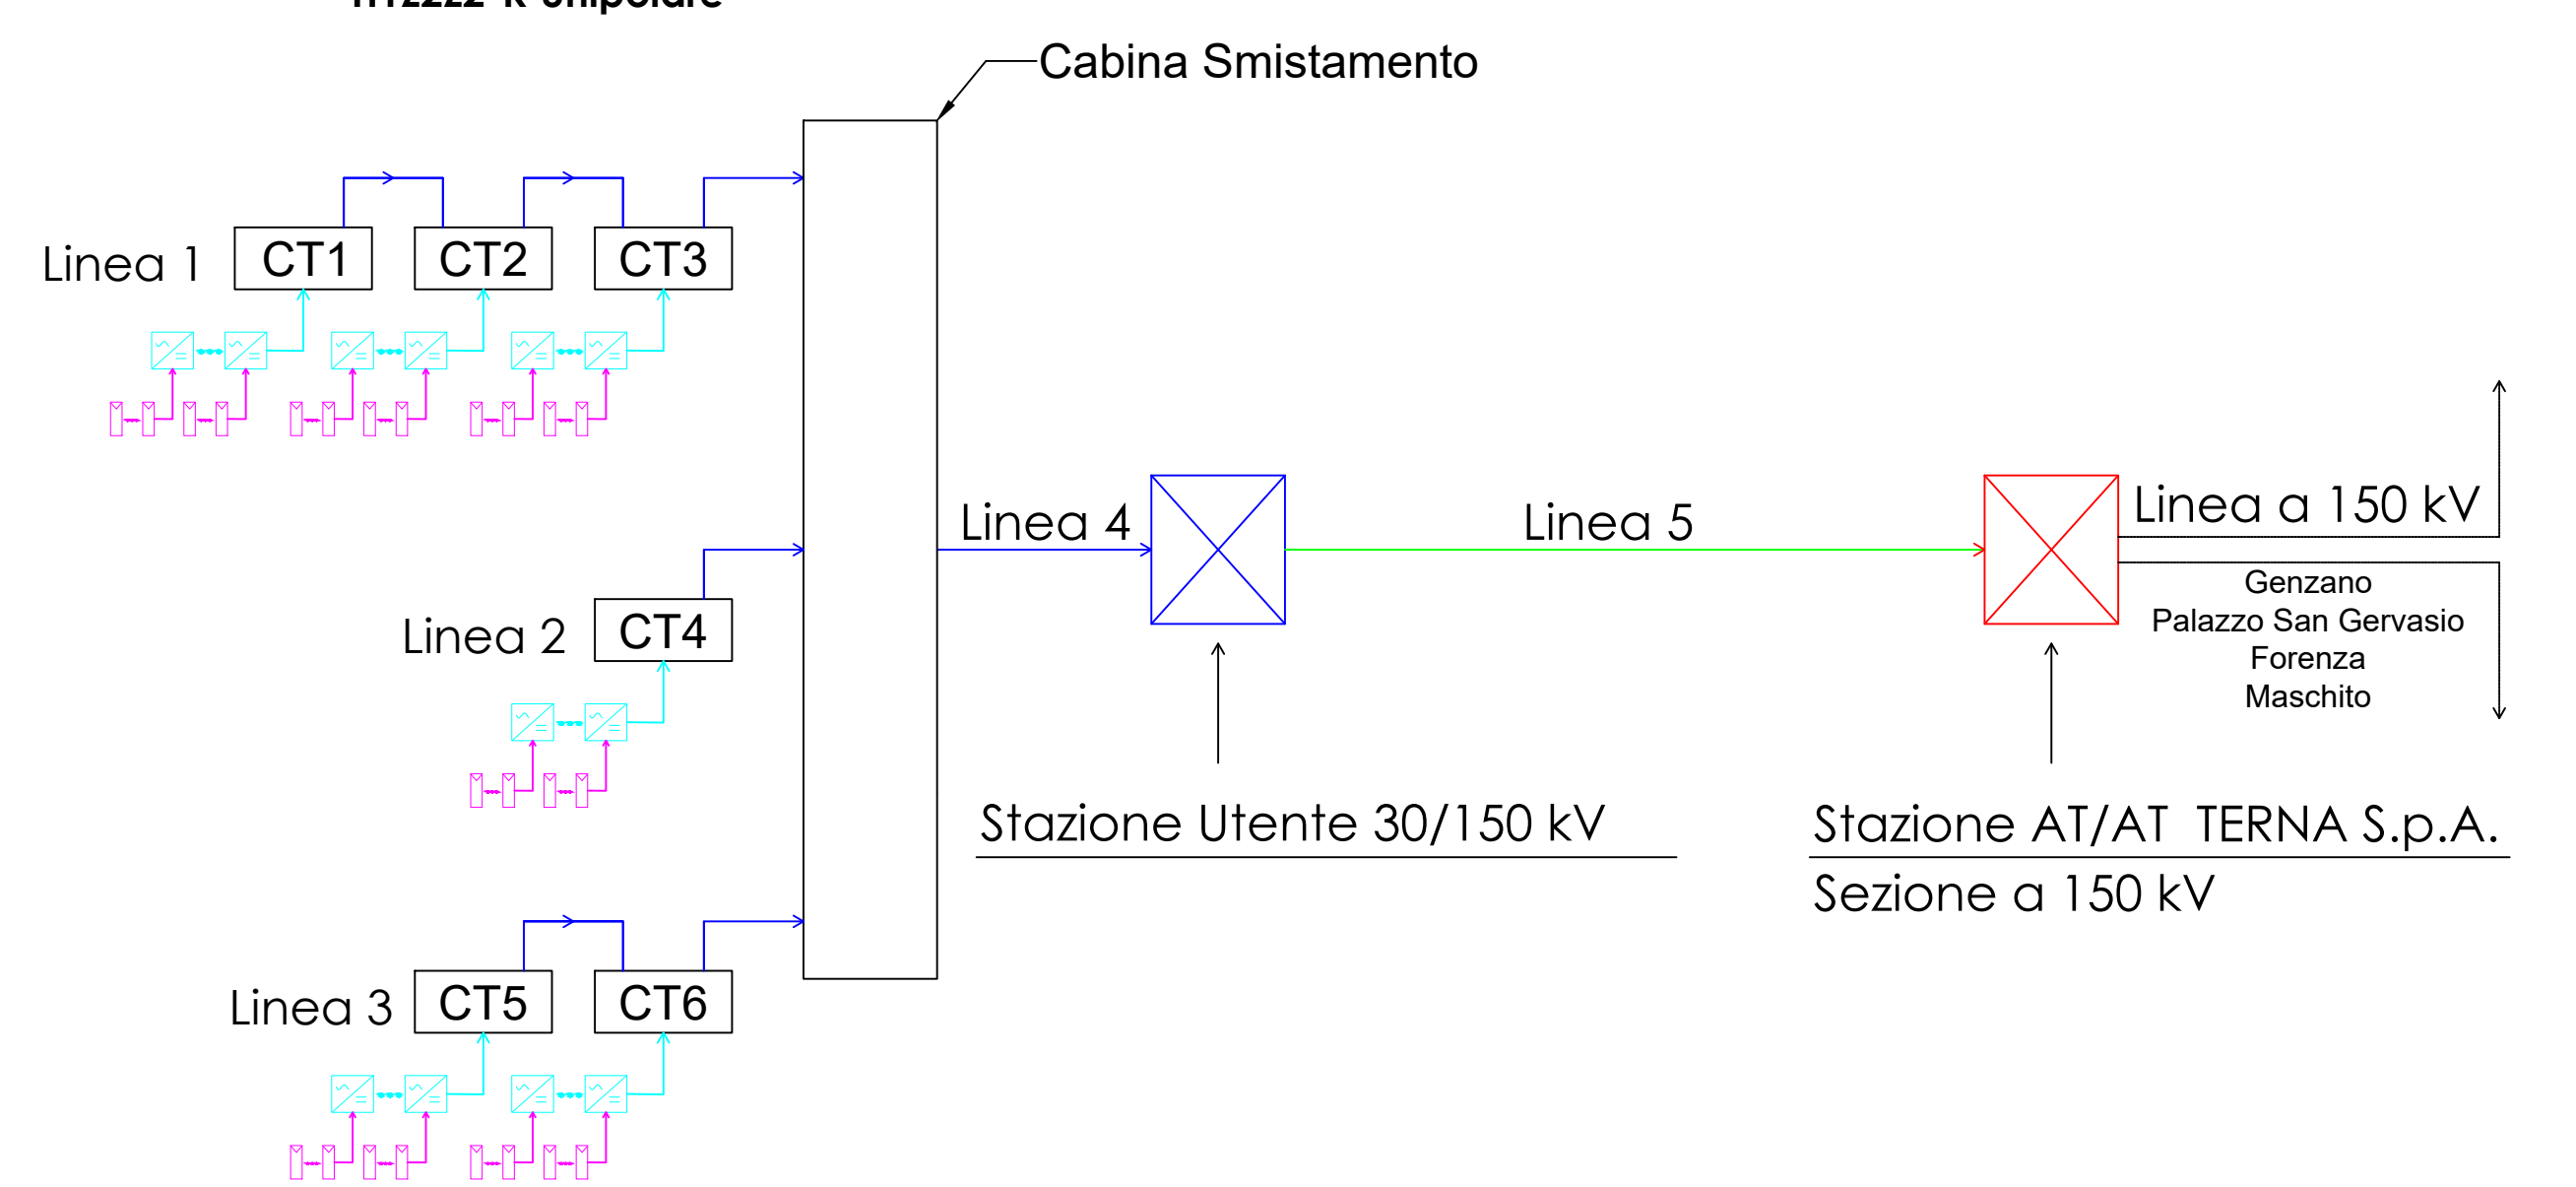 Cabina Smistamento
Linea 1
CT1
CT2
CT3
Linea 4
Linea 5
Linea a 150 kV
Genzano
Palazzo San Gervasio
Forenza
Maschito
Linea 2
CT4
Stazione Utente 30/150 kV
Stazione AT/AT TERNA S.p.A.
Sezione a 150 kV
Linea 3
CT5
CT6